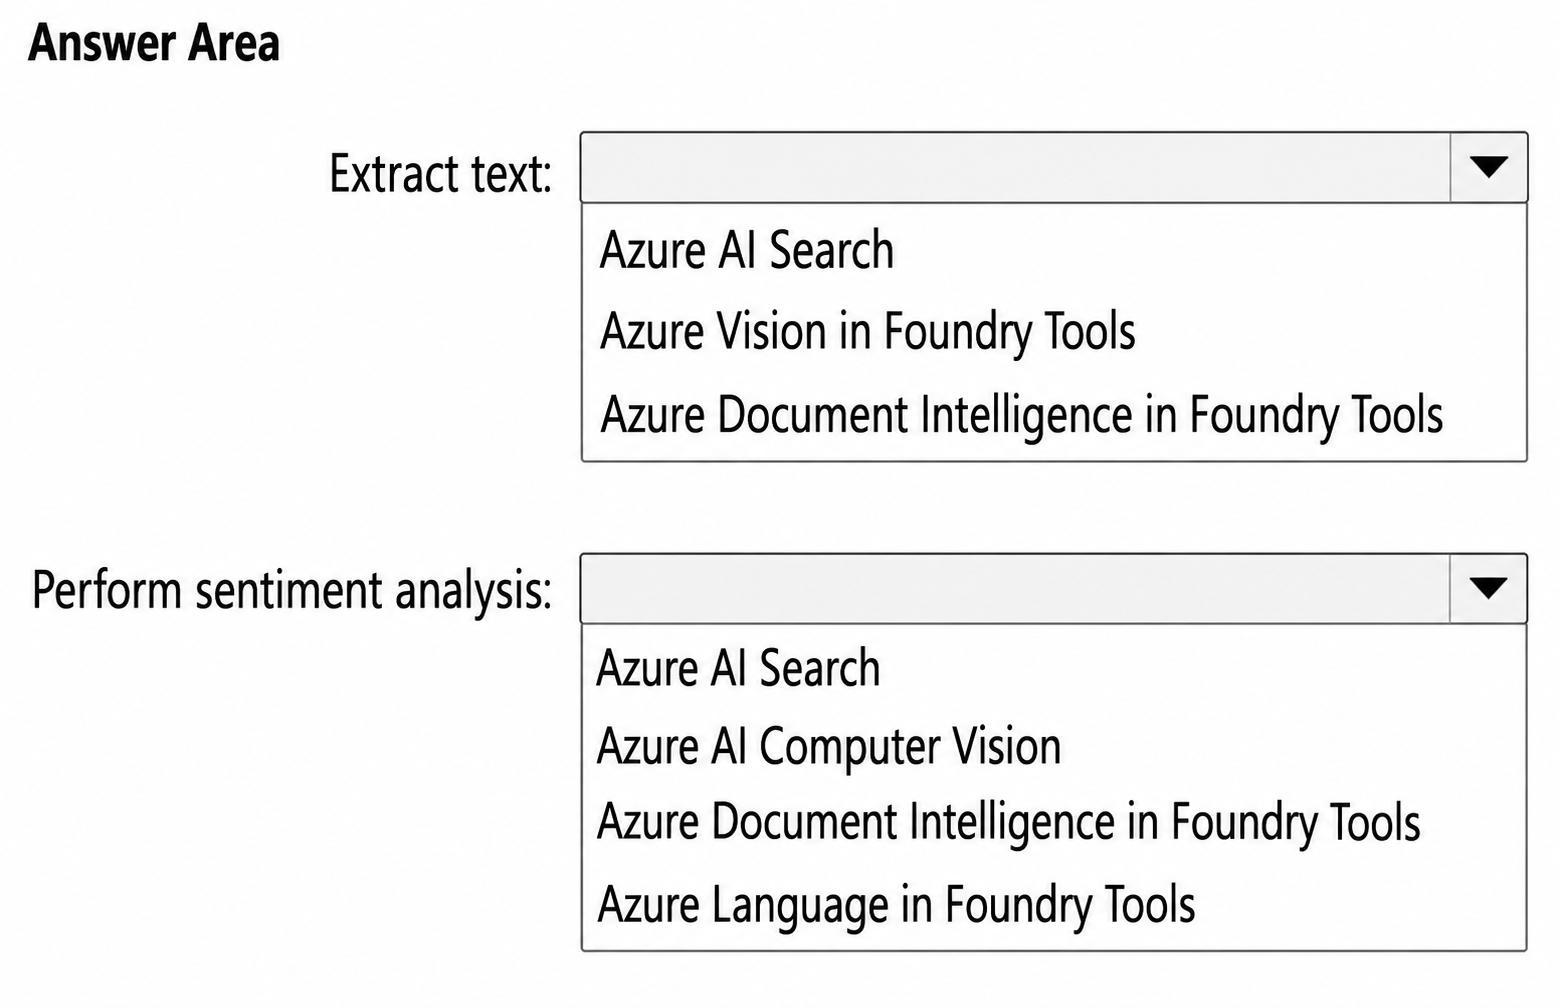 Answer Area
Extract text:
Azure AI Search
Azure Vision in Foundry Tools
Azure Document Intelligence in Foundry Tools
Perform sentiment analysis:
Azure AI Search
Azure AI Computer Vision
Azure Document Intelligence in Foundry Tools
Azure Language in Foundry Tools